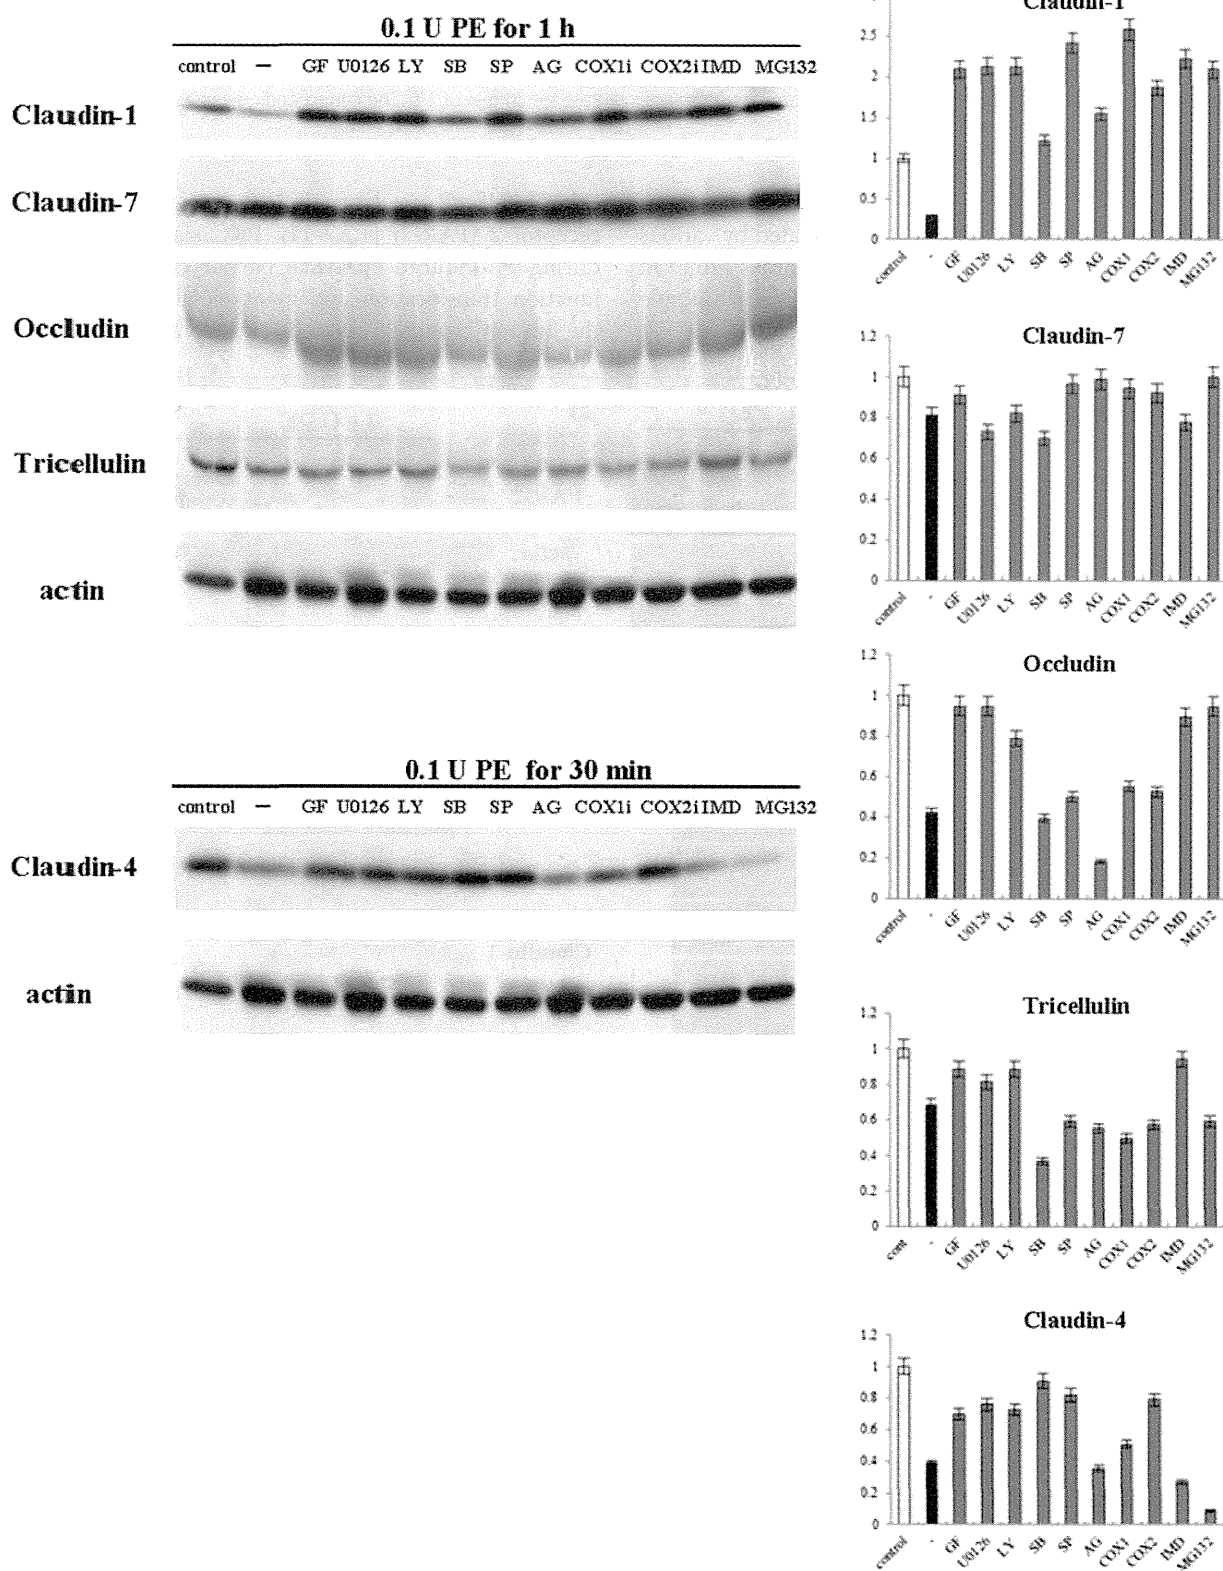 0.1 U PE for 1 h
control – GF U0126 LY SB SP AG COX1i COX2i IMD MG132
Claudin-1
Claudin-7
Occludin
Tricellulin
actin
0.1 U PE for 30 min
control – GF U0126 LY SB SP AG COX1i COX2i IMD MG132
Claudin-4
actin
Claudin-1
2.5
2
1.5
1
0.5
0
control - GF U0126 LY SB SP AG COX1 COX2 IMD MG132
Claudin-7
1.2
1
0.8
0.6
0.4
0.2
0
control - GF U0126 LY SB SP AG COX1 COX2 IMD MG132
Occludin
1.2
1
0.8
0.6
0.4
0.2
0
control - GF U0126 LY SB SP AG COX1 COX2 IMD MG132
Tricellulin
1.2
1
0.8
0.6
0.4
0.2
0
cont - GF U0126 LY SB SP AG COX1 COX2 IMD MG132
Claudin-4
1.2
1
0.8
0.6
0.4
0.2
0
control - GF U0126 LY SB SP AG COX1 COX2 IMD MG132